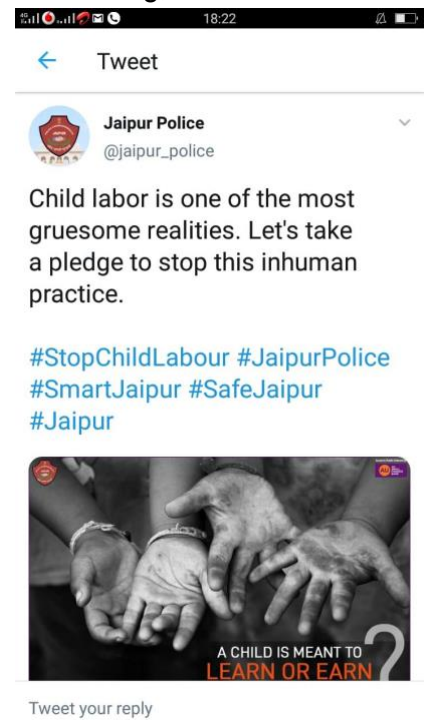 18:22
Tweet
Jaipur Police
@jaipur_police
Child labor is one of the most
gruesome realities. Let's take
a pledge to stop this inhuman
practice.
#StopChildLabour #JaipurPolice
#SmartJaipur #SafeJaipur
#Jaipur
A CHILD IS MEANT TO
LEARN OR EARN ?
Tweet your reply